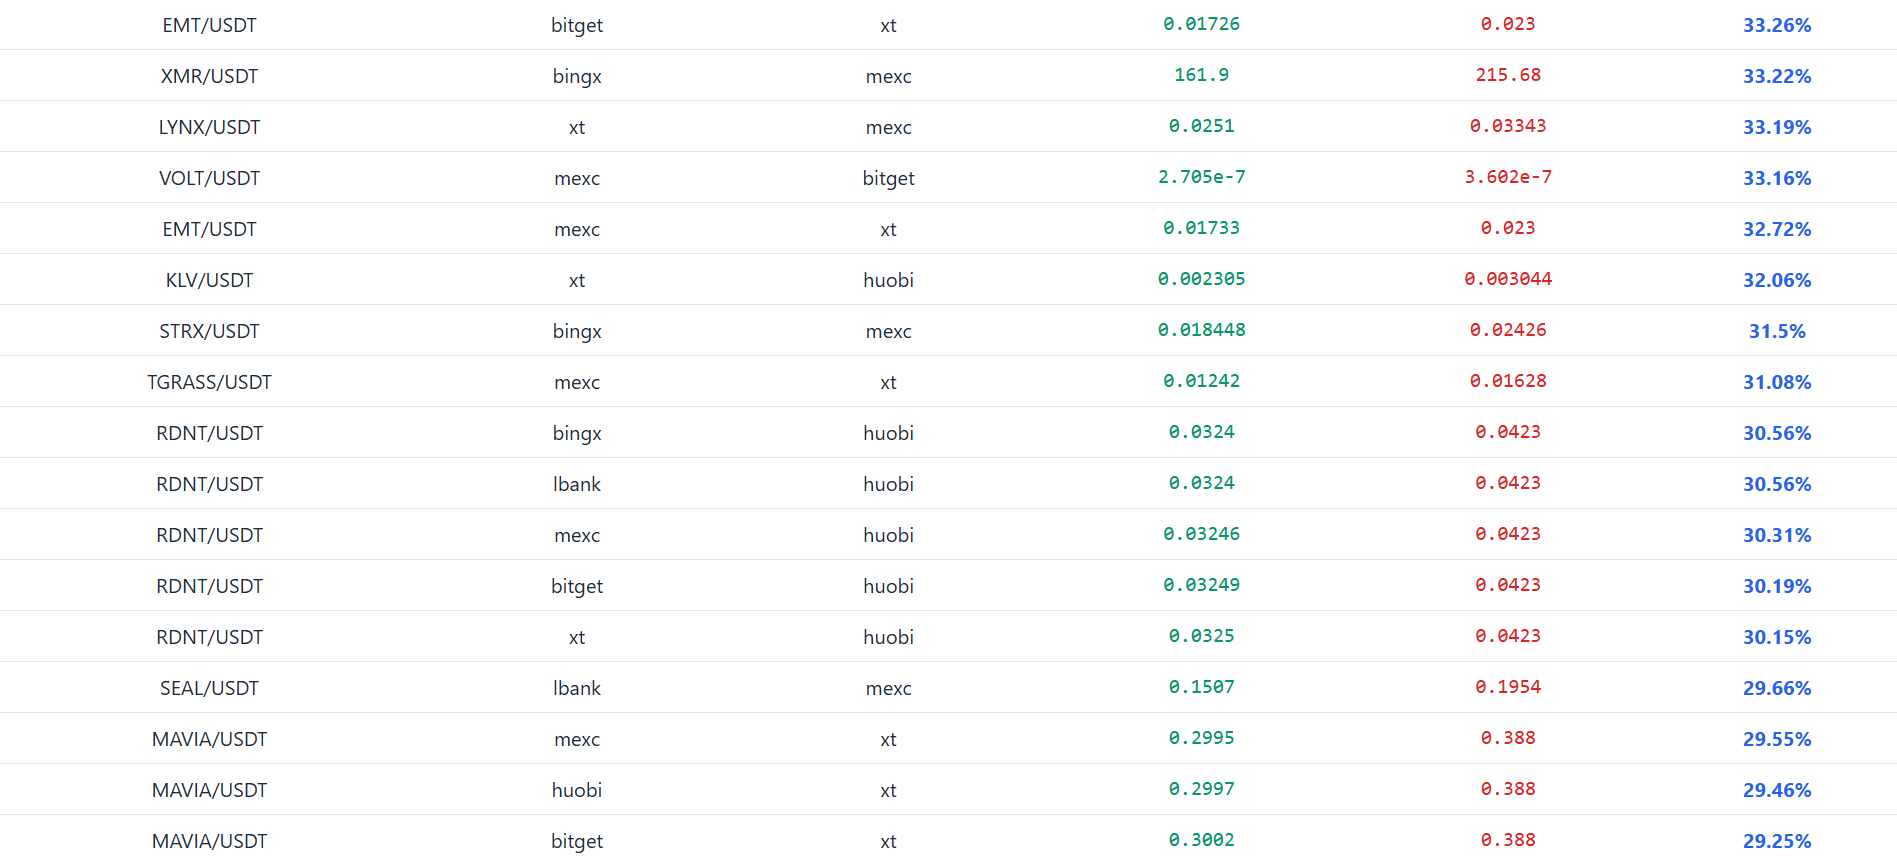 EMT/USDT bitget xt 0.01726 0.023 33.26%
XMR/USDT bingx mexc 161.9 215.68 33.22%
LYNX/USDT xt mexc 0.0251 0.03343 33.19%
VOLT/USDT mexc bitget 2.705e-7 3.602e-7 33.16%
EMT/USDT mexc xt 0.01733 0.023 32.72%
KLV/USDT xt huobi 0.002305 0.003044 32.06%
STRX/USDT bingx mexc 0.018448 0.02426 31.5%
TGRASS/USDT mexc xt 0.01242 0.01628 31.08%
RDNT/USDT bingx huobi 0.0324 0.0423 30.56%
RDNT/USDT lbank huobi 0.0324 0.0423 30.56%
RDNT/USDT mexc huobi 0.03246 0.0423 30.31%
RDNT/USDT bitget huobi 0.03249 0.0423 30.19%
RDNT/USDT xt huobi 0.0325 0.0423 30.15%
SEAL/USDT lbank mexc 0.1507 0.1954 29.66%
MAVIA/USDT mexc xt 0.2995 0.388 29.55%
MAVIA/USDT huobi xt 0.2997 0.388 29.46%
MAVIA/USDT bitget xt 0.3002 0.388 29.25%